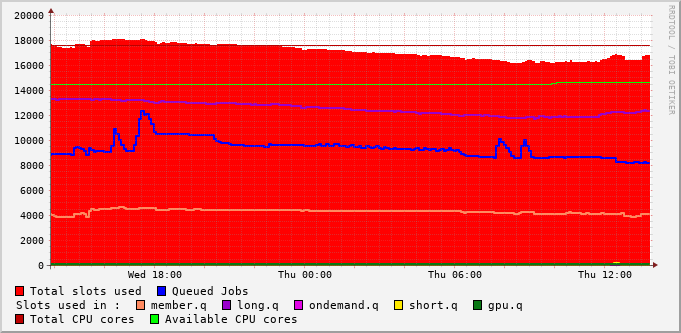 20000
18000
16000
14000
12000
10000
8000
6000
4000
2000
0
Wed 18:00 Thu 00:00 Thu 06:00 Thu 12:00
Total slots used Queued Jobs
Slots used in : member.q long.q ondemand.q short.q gpu.q
Total CPU cores Available CPU cores
RRDTOOL / TOBI OETIKER